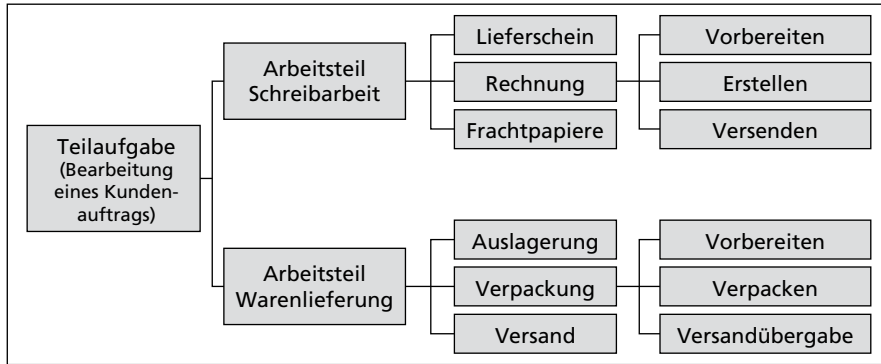 Teilaufgabe
(Bearbeitung
eines Kunden-
auftrags)
Arbeitsteil
Schreibarbeit
Lieferschein
Rechnung
Frachtpapiere
Vorbereiten
Erstellen
Versenden
Arbeitsteil
Warenlieferung
Auslagerung
Verpackung
Versand
Vorbereiten
Verpacken
Versandübergabe